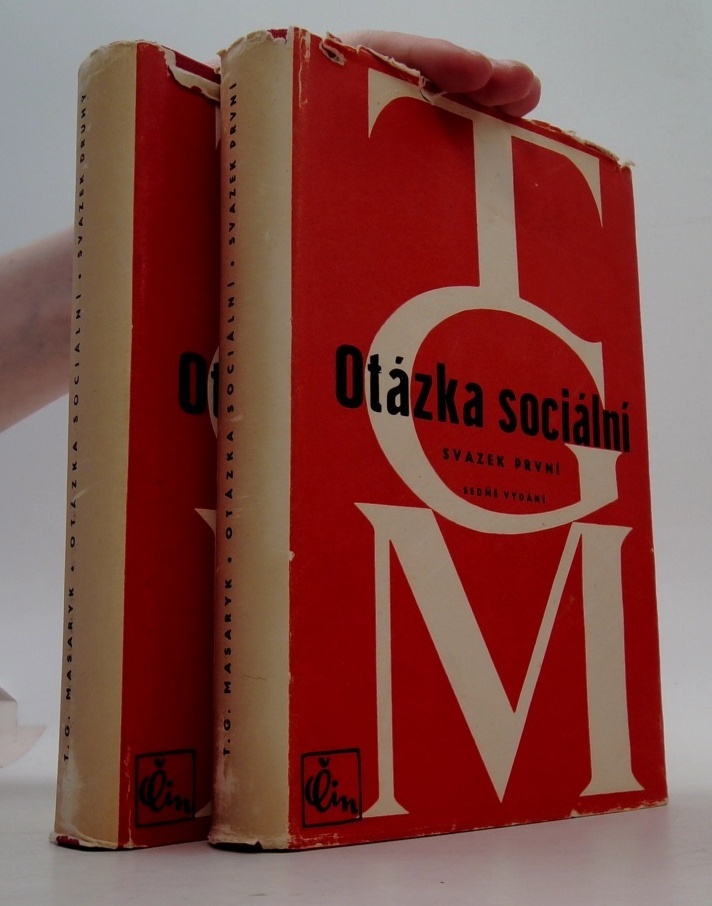 T. G. MASARYK • OTÁZKA SOCIÁLNÍ • SVAZEK DRUHÝ
Ot
Čin
T. G. MASARYK • OTÁZKA SOCIÁLNÍ • SVAZEK PRVNÍ
T
G
M
Otázka sociální
SVAZEK PRVNÍ
SEDMÉ VYDÁNÍ
Čin